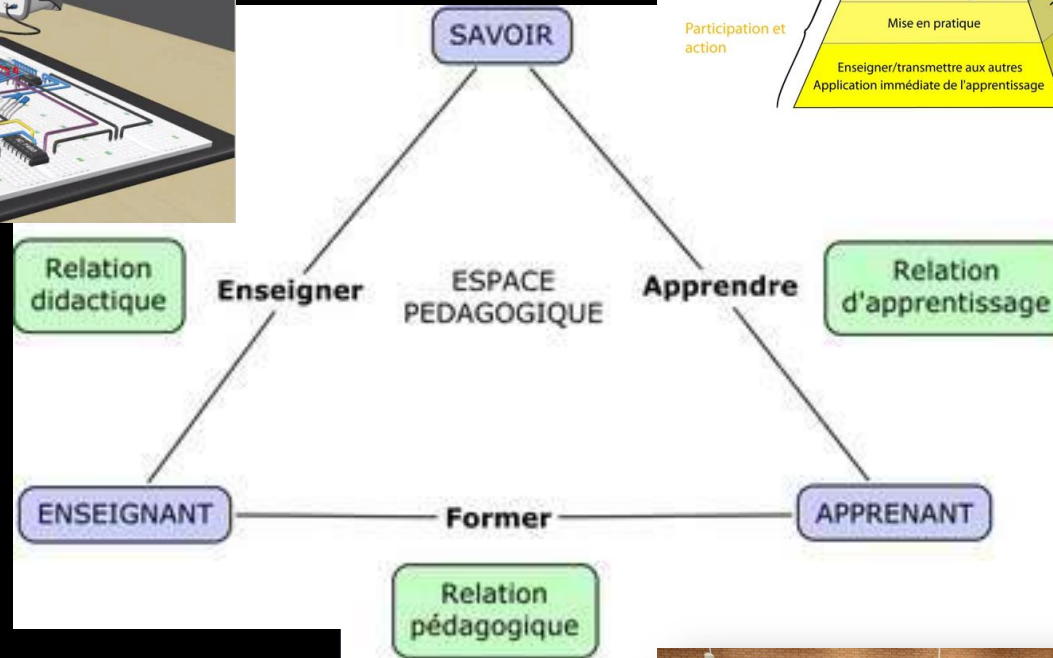 SAVOIR
Participation et
action
Mise en pratique
Enseigner/transmettre aux autres
Application immédiate de l'apprentissage
Relation
didactique
Enseigner
ESPACE
PEDAGOGIQUE
Apprendre
Relation
d'apprentissage
ENSEIGNANT
Former
APPRENANT
Relation
pédagogique